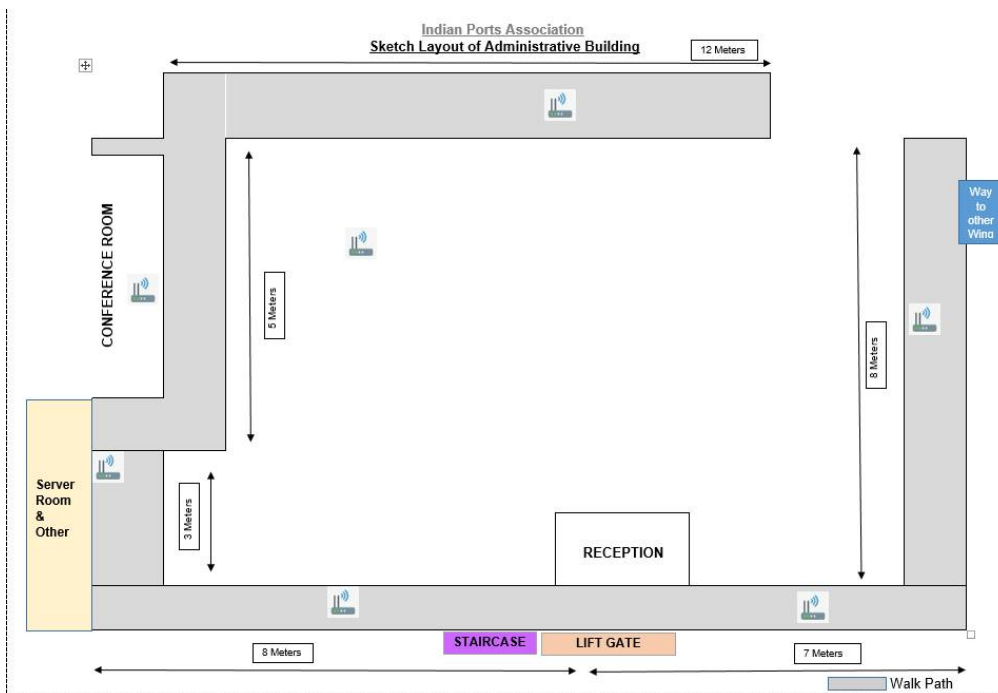 Indian Ports Association
Sketch Layout of Administrative Building
12 Meters
Way
to
other
Wing
CONFERENCE ROOM
5 Meters
8 Meters
Server
Room
&
Other
3 Meters
RECEPTION
STAIRCASE
LIFT GATE
8 Meters
7 Meters
Walk Path